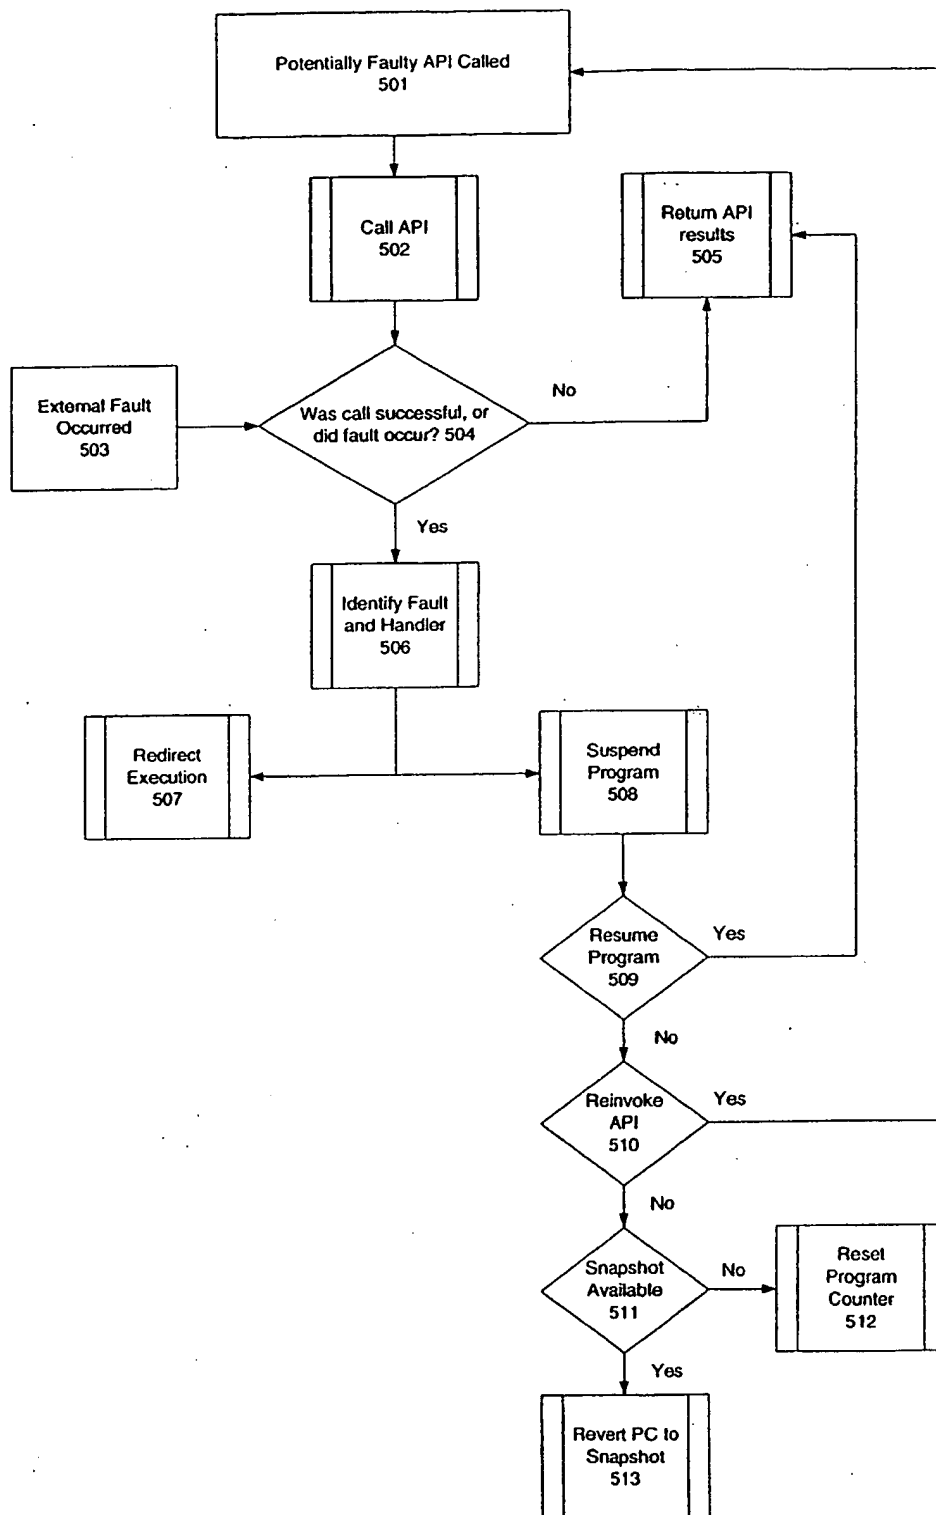 Potentially Faulty API Called
501
Call API
502
Return API
results
505
External Fault
Occurred
503
Was call successful, or
did fault occur? 504
No
Yes
Identify Fault
and Handler
506
Redirect
Execution
507
Suspend
Program
508
Resume
Program
509
Yes
No
Reinvoke
API
510
Yes
No
Snapshot
Available
511
No
Reset
Program
Counter
512
Yes
Revert PC to
Snapshot
513